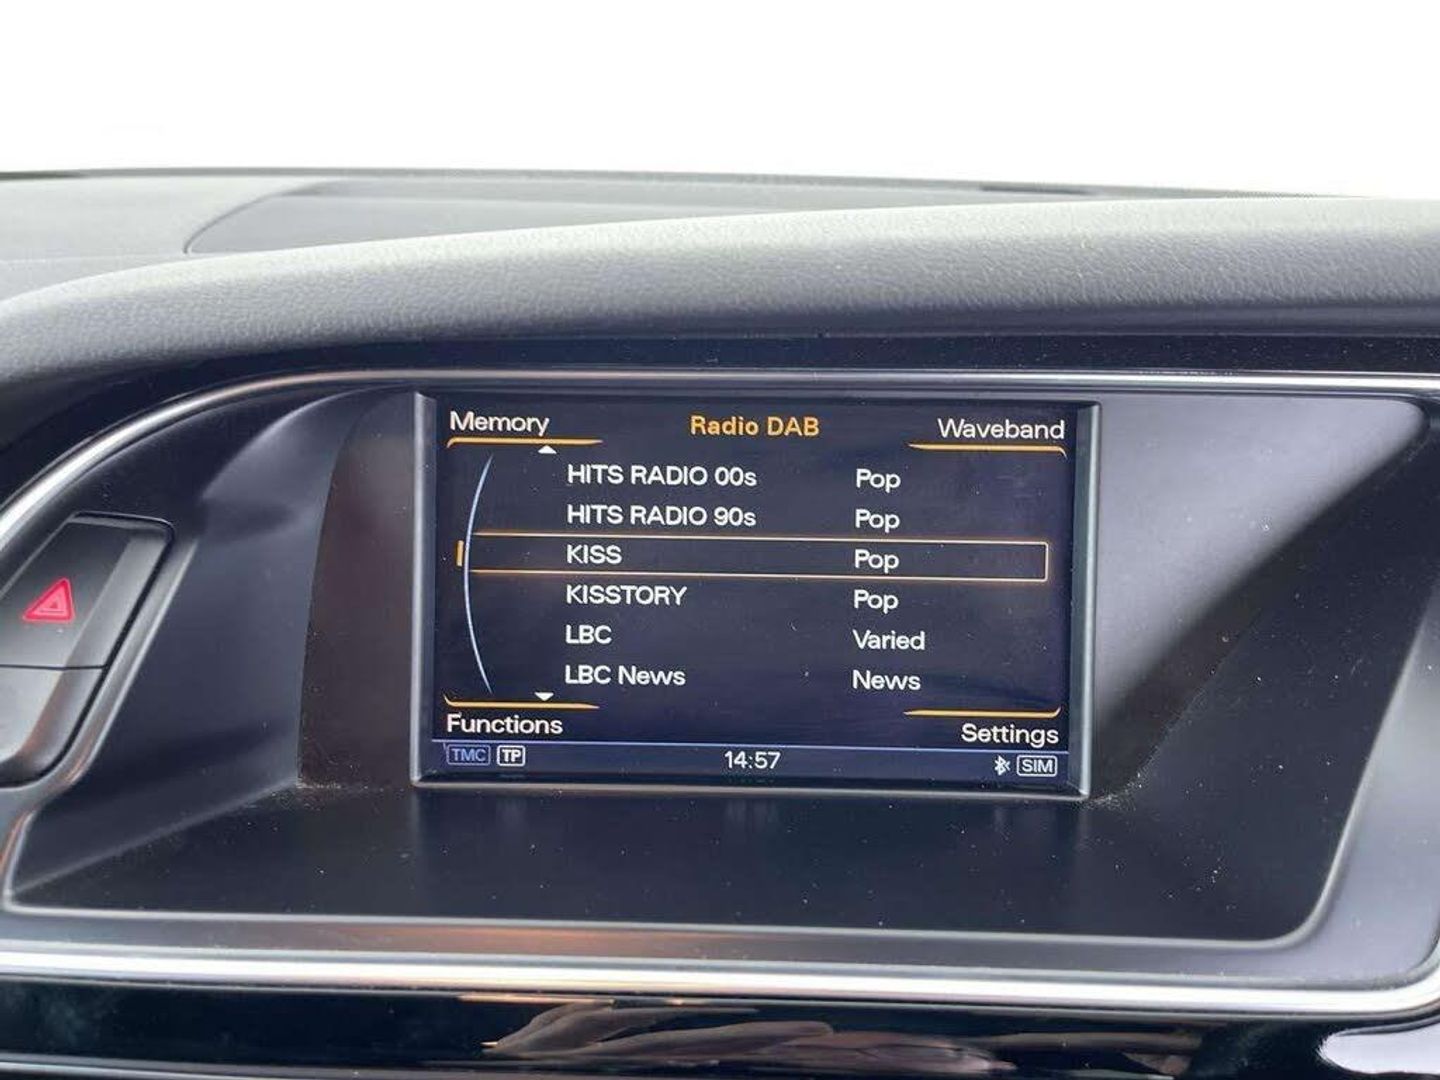 Memory Radio DAB Waveband
HITS RADIO 00s Pop
HITS RADIO 90s Pop
KISS Pop
KISSTORY Pop
LBC Varied
LBC News News
Functions Settings
TMC TP 14:57 SIM